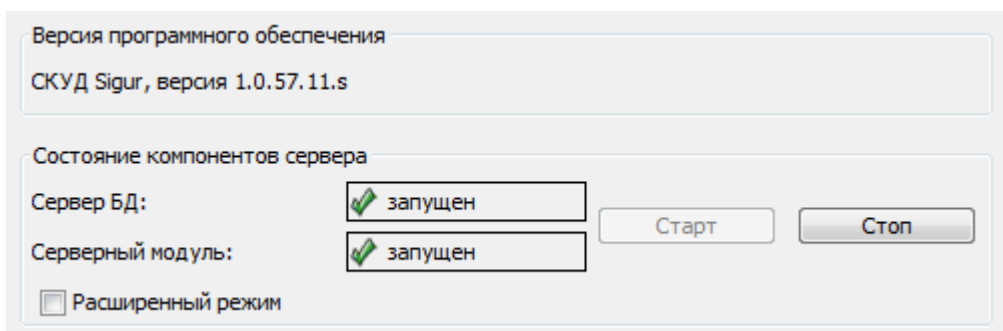 Версия программного обеспечения
СКУД Sigur, версия 1.0.57.11.s
Состояние компонентов сервера
Сервер БД: запущен
Старт Стоп
Серверный модуль: запущен
Расширенный режим